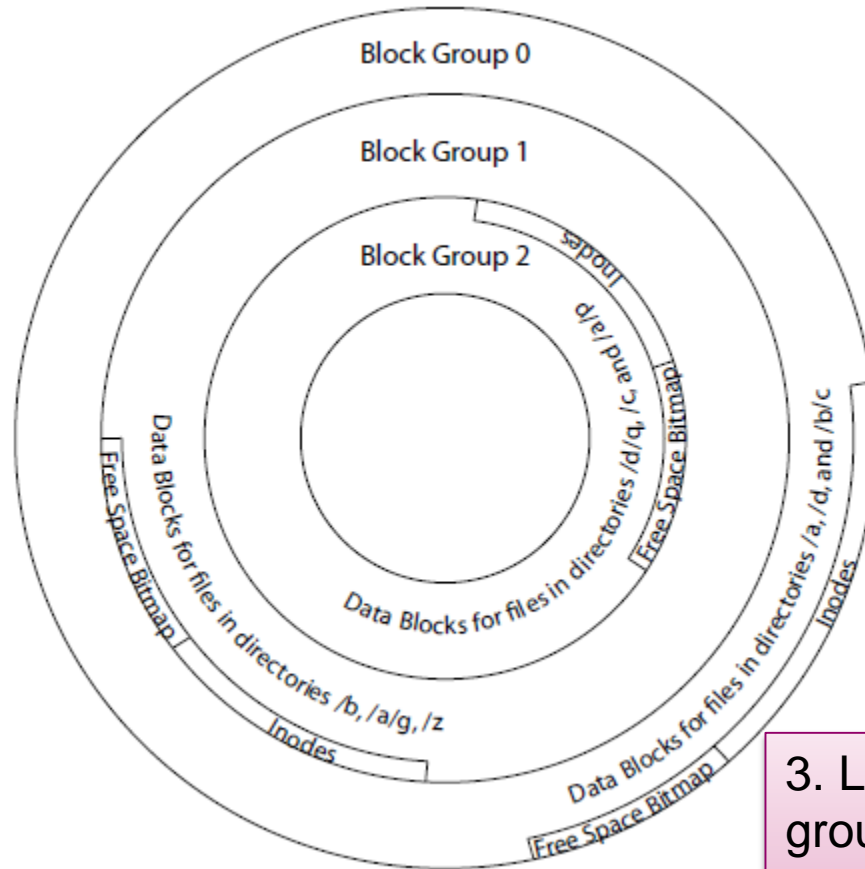 Block Group 0
Block Group 1
Block Group 2
Inodes
Free Space Bitmap
Data Blocks for files in directories /d/q, /c, and /a/p
Data Blocks for files in directories /b, /a/g, /z
Free Space Bitmap
Inodes
Data Blocks for files in directories /a, /d, and /b/c
Inodes
Free Space Bitmap
3. L
grou